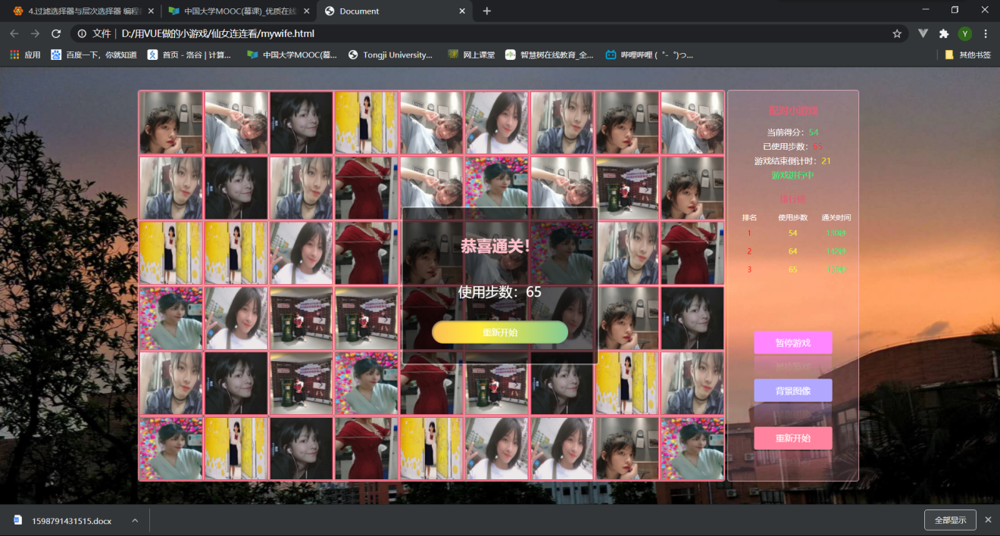 4.过滤选择器与层次选择器 编程
中国大学MOOC(慕课)_优质在线
Document
文件 | D:/用VUE做的小游戏/仙女连连看/mywife.html
Y
应用
百度一下，你就知道
首页 - 洛谷 | 计算...
中国大学MOOC(慕...
Tongji University...
网上课堂
智慧树在线教育_全...
哔哩哔哩 (゜-゜)つ...
其他书签
配对小游戏
当前得分：54
已使用步数：65
游戏结束倒计时：21
游戏进行中
排行榜
排名 使用步数 通关时间
1 54 130秒
2 64
3 65
恭喜通关！
使用步数：65
重新开始
暂停游戏
背景图像
重新开始
1598791431515.docx
全部显示